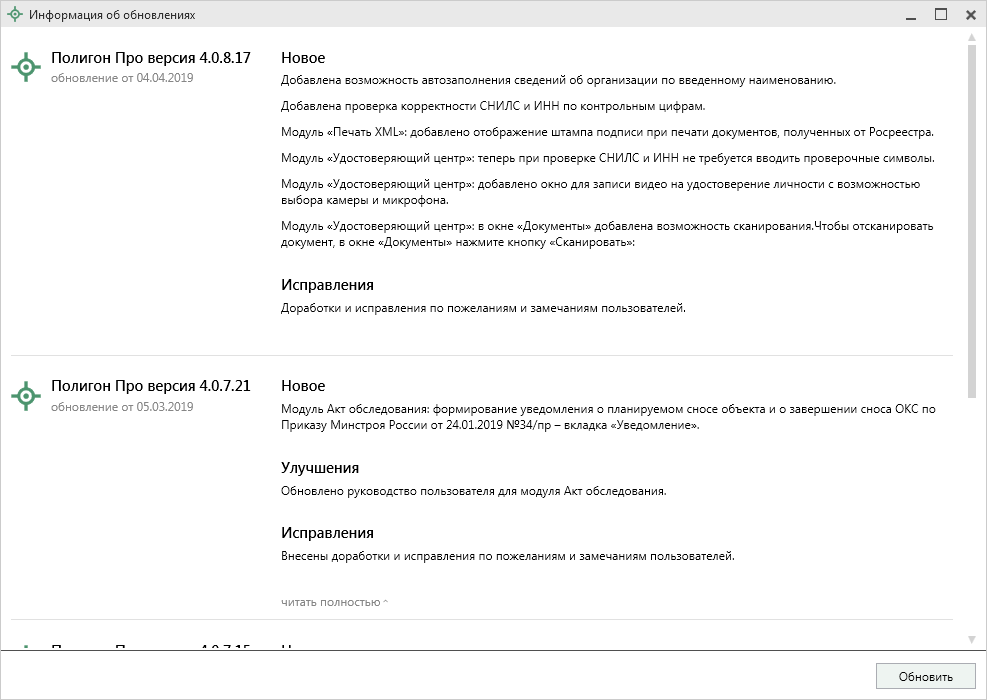 Информация об обновлениях
Полигон Про версия 4.0.8.17
обновление от 04.04.2019
Новое
Добавлена возможность автозаполнения сведений об организации по введенному наименованию.
Добавлена проверка корректности СНИЛС и ИНН по контрольным цифрам.
Модуль «Печать XML»: добавлено отображение штампа подписи при печати документов, полученных от Росреестра.
Модуль «Удостоверяющий центр»: теперь при проверке СНИЛС и ИНН не требуется вводить проверочные символы.
Модуль «Удостоверяющий центр»: добавлено окно для записи видео на удостоверение личности с возможностью
выбора камеры и микрофона.
Модуль «Удостоверяющий центр»: в окне «Документы» добавлена возможность сканирования.Чтобы отсканировать
документ, в окне «Документы» нажмите кнопку «Сканировать»:
Исправления
Доработки и исправления по пожеланиям и замечаниям пользователей.
Полигон Про версия 4.0.7.21
обновление от 05.03.2019
Новое
Модуль Акт обследования: формирование уведомления о планируемом сносе объекта и о завершении сноса ОКС по
Приказу Минстроя России от 24.01.2019 №34/пр – вкладка «Уведомление».
Улучшения
Обновлено руководство пользователя для модуля Акт обследования.
Исправления
Внесены доработки и исправления по пожеланиям и замечаниям пользователей.
читать полностью ^
Полигон Про версия 4.0.7.15
Новое
Обновить